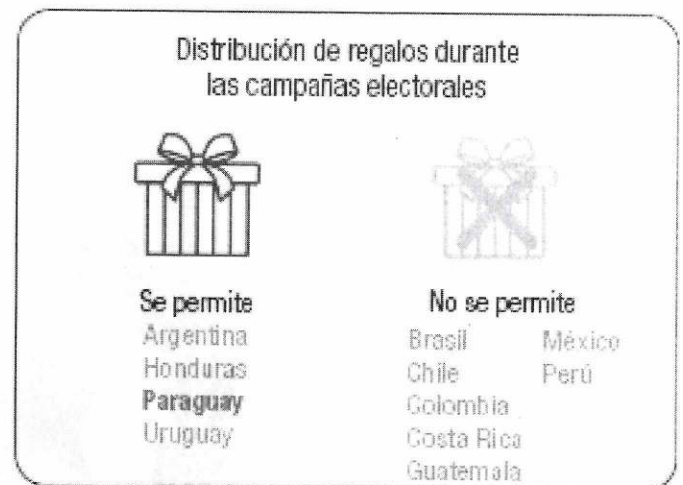 Distribución de regalos durante
las campañas electorales
Se permite
Argentina
Honduras
Paraguay
Uruguay
No se permite
Brasil
Chile
Colombia
Costa Rica
Guatemala
México
Perú